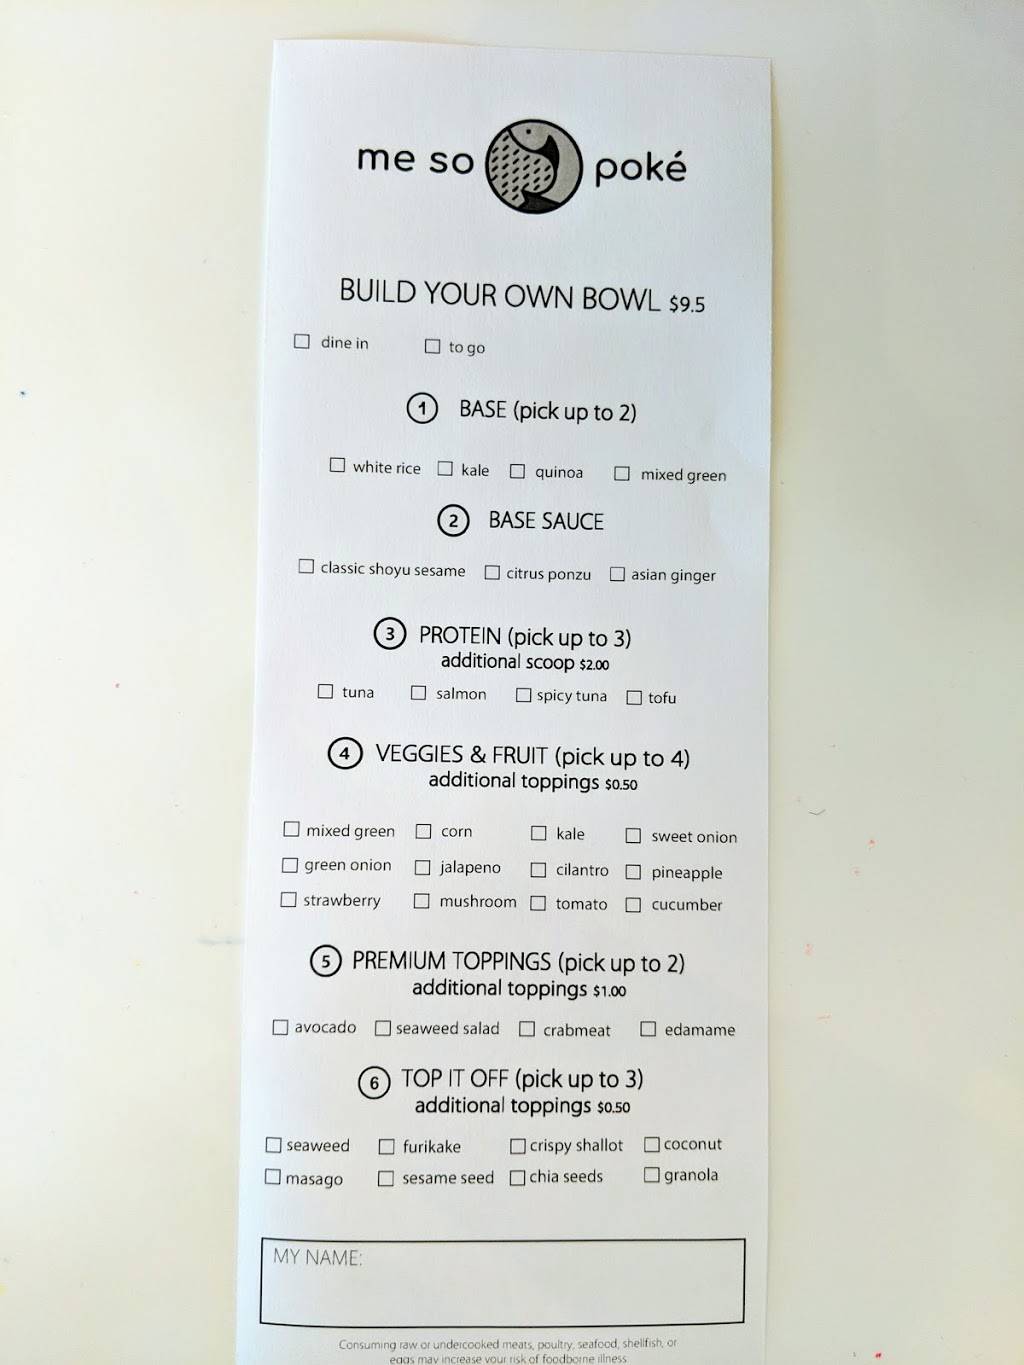 me so poké
BUILD YOUR OWN BOWL $9.5
dine in to go
1 BASE (pick up to 2)
white rice kale quinoa mixed green
2 BASE SAUCE
classic shoyu sesame citrus ponzu asian ginger
3 PROTEIN (pick up to 3)
additional scoop $2.00
tuna salmon spicy tuna tofu
4 VEGGIES & FRUIT (pick up to 4)
additional toppings $0.50
mixed green corn kale sweet onion
green onion jalapeno cilantro pineapple
strawberry mushroom tomato cucumber
5 PREMIUM TOPPINGS (pick up to 2)
additional toppings $1.00
avocado seaweed salad crabmeat edamame
6 TOP IT OFF (pick up to 3)
additional toppings $0.50
seaweed furikake crispy shallot coconut
masago sesame seed chia seeds granola
MY NAME:
Consuming raw or undercooked meats, poultry, seafood, shellfish, or
eggs may increase your risk of foodborne illness